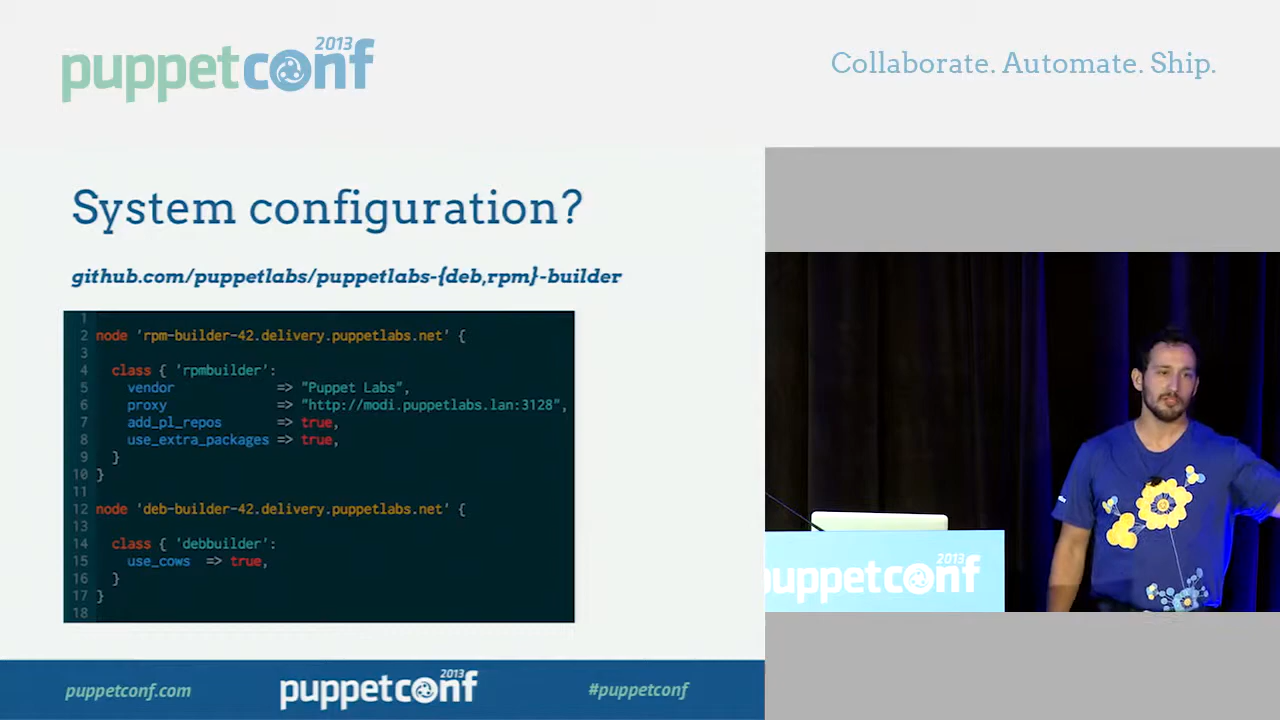 2013
puppetconf
Collaborate. Automate. Ship.
System configuration?
github.com/puppetlabs/puppetlabs-{deb,rpm}-builder
1
2 node 'rpm-builder-42.delivery.puppetlabs.net' {
3
4 class { 'rpmbuilder':
5 vendor => "Puppet Labs",
6 proxy => "http://modi.puppetlabs.lan:3128",
7 add_pl_repos => true,
8 use_extra_packages => true,
9 }
10 }
11
12 node 'deb-builder-42.delivery.puppetlabs.net' {
13
14 class { 'debbuilder':
15 use_cows => true,
16 }
17 }
18
2013
puppetconf
puppetconf.com
2013
puppetconf
#puppetconf